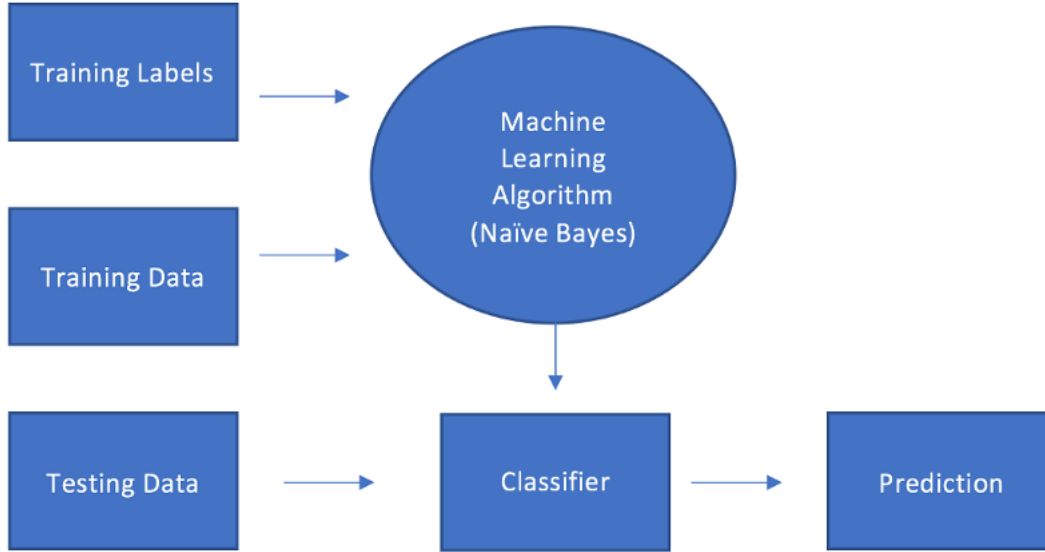 Training Labels
Machine
Learning
Algorithm
(Naïve Bayes)
Training Data
Testing Data
Classifier
Prediction